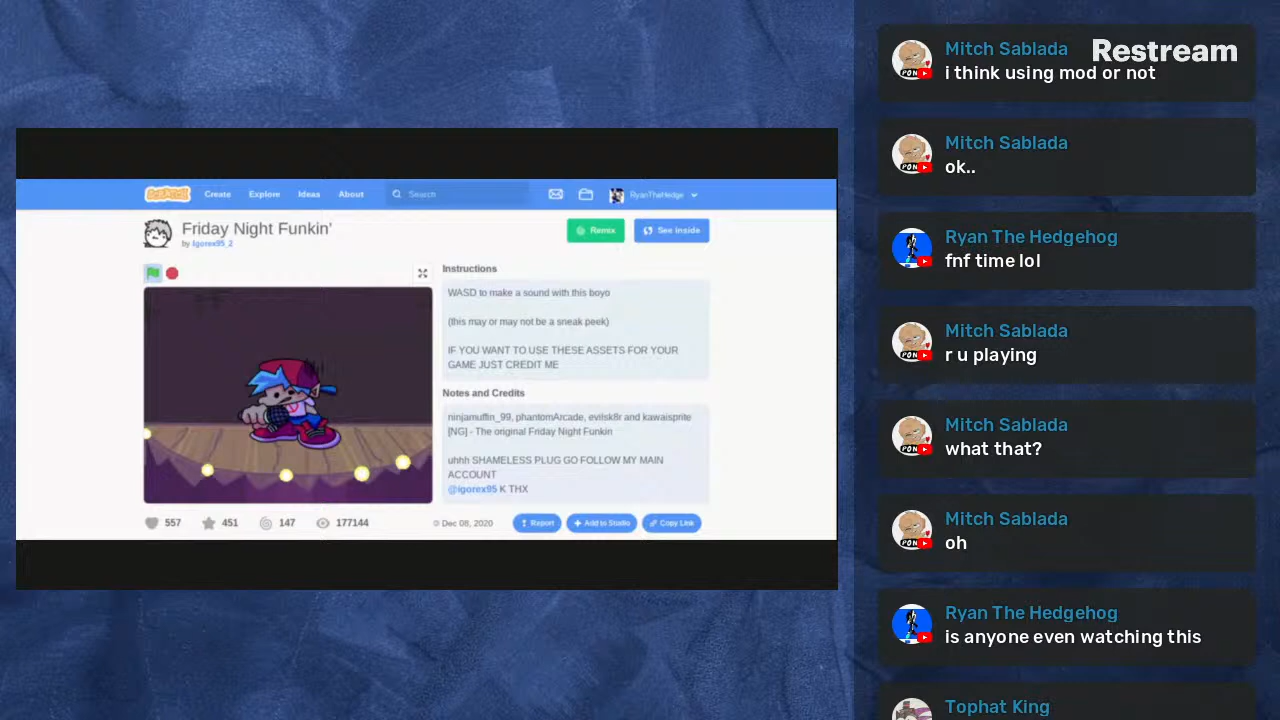 SCRATCH
Create
Explore
Ideas
About
Search
RyanTheHedge
Friday Night Funkin'
by Igorex95_2
Remix
See Inside
Instructions
WASD to make a sound with this boyo
(this may or may not be a sneak peek)
IF YOU WANT TO USE THESE ASSETS FOR YOUR
GAME JUST CREDIT ME
Notes and Credits
ninjamuffin_99, phantomArcade, evilsk8r and kawaisprite
[NG] - The original Friday Night Funkin
uhhh SHAMELESS PLUG GO FOLLOW MY MAIN
ACCOUNT
@igorex95 K THX
557
451
147
177144
© Dec 08, 2020
Report
Add to Studio
Copy Link
Restream
Mitch Sablada
i think using mod or not
Mitch Sablada
ok..
Ryan The Hedgehog
fnf time lol
Mitch Sablada
r u playing
Mitch Sablada
what that?
Mitch Sablada
oh
Ryan The Hedgehog
is anyone even watching this
Tophat King